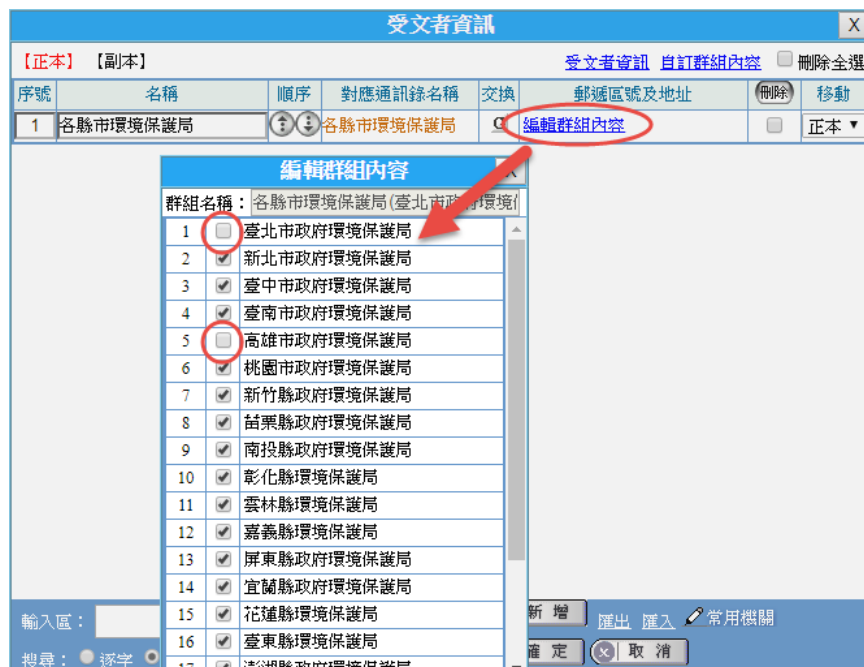 受文者資訊 X
【正本】 【副本】 受文者資訊 自訂群組內容 刪除全選
序號 名稱 順序 對應通訊錄名稱 交換 郵遞區號及地址 刪除 移動
1 各縣市環境保護局 各縣市環境保護局 編輯群組內容 正本
編輯群組內容
群組名稱：各縣市環境保護局(臺北市政府環境
1 臺北市政府環境保護局
2 新北市政府環境保護局
3 臺中市政府環境保護局
4 臺南市政府環境保護局
5 高雄市政府環境保護局
6 桃園市政府環境保護局
7 新竹縣政府環境保護局
8 苗栗縣政府環境保護局
9 南投縣政府環境保護局
10 彰化縣環境保護局
11 雲林縣環境保護局
12 嘉義縣環境保護局
13 屏東縣政府環境保護局
14 宜蘭縣政府環境保護局
15 花蓮縣環境保護局
16 臺東縣環境保護局
17 澎湖縣政府環境保護局
輸入區： 新 增 匯出 匯入 常用機關
搜尋： 逐字 確 定 取 消